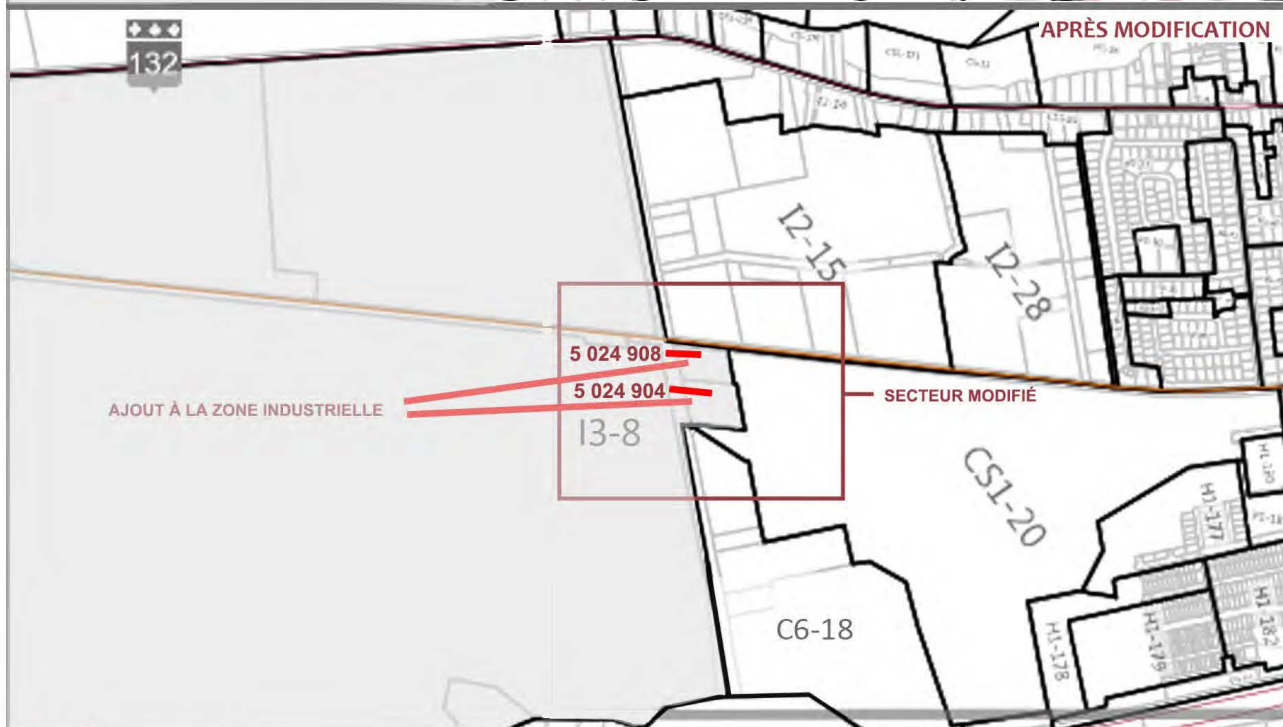 APRÈS MODIFICATION
132
I2-15
I2-28
5 024 908
5 024 904
AJOUT À LA ZONE INDUSTRIELLE
SECTEUR MODIFIÉ
I3-8
CS1-20
H1-177
C6-18
H1-178
H1-179
H1-182